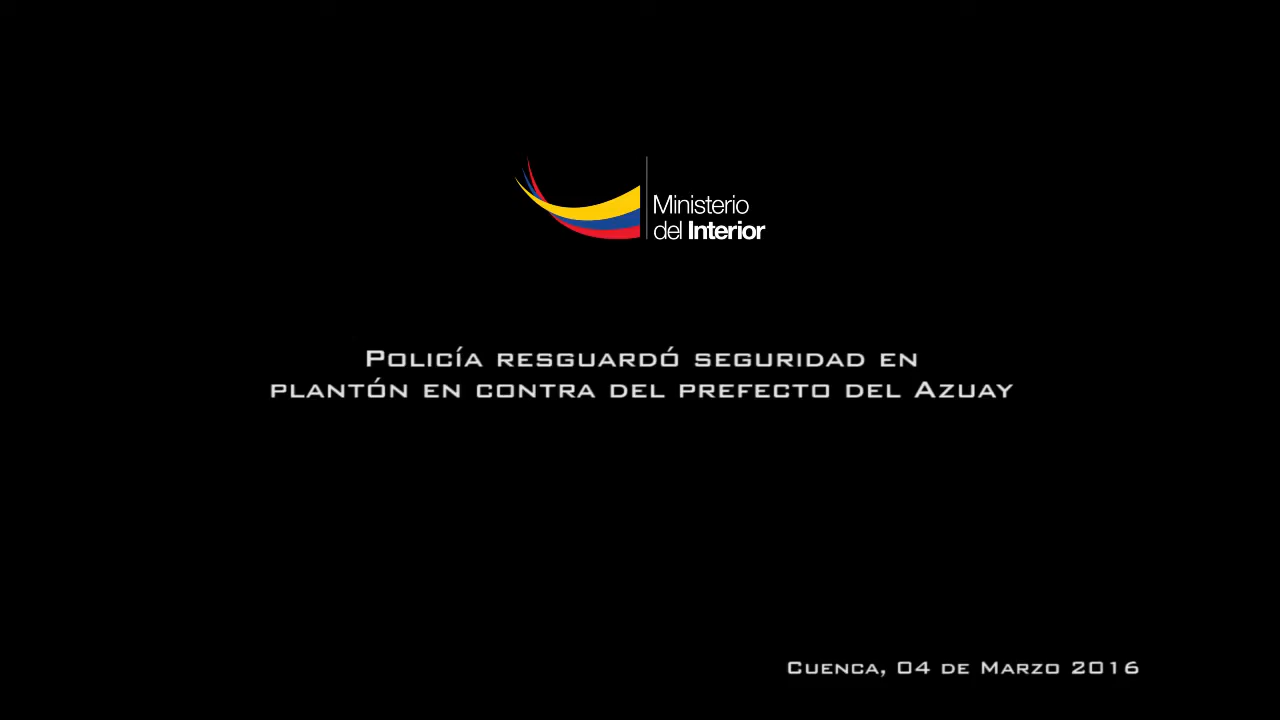 Ministerio
del Interior
Policía resguardó seguridad en
plantón en contra del prefecto del Azuay
Cuenca, 04 de Marzo 2016